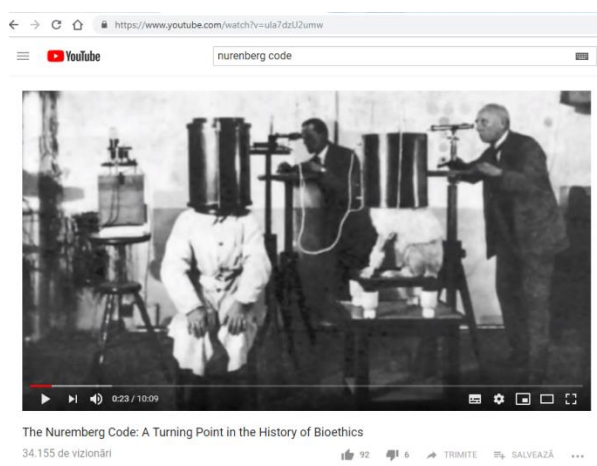 https://www.youtube.com/watch?v=ula7dzU2umw
YouTube
nurenberg code
0:23 / 10:09
The Nuremberg Code: A Turning Point in the History of Bioethics
34.155 de vizionări
92
6
TRIMITE
SALVEAZĂ